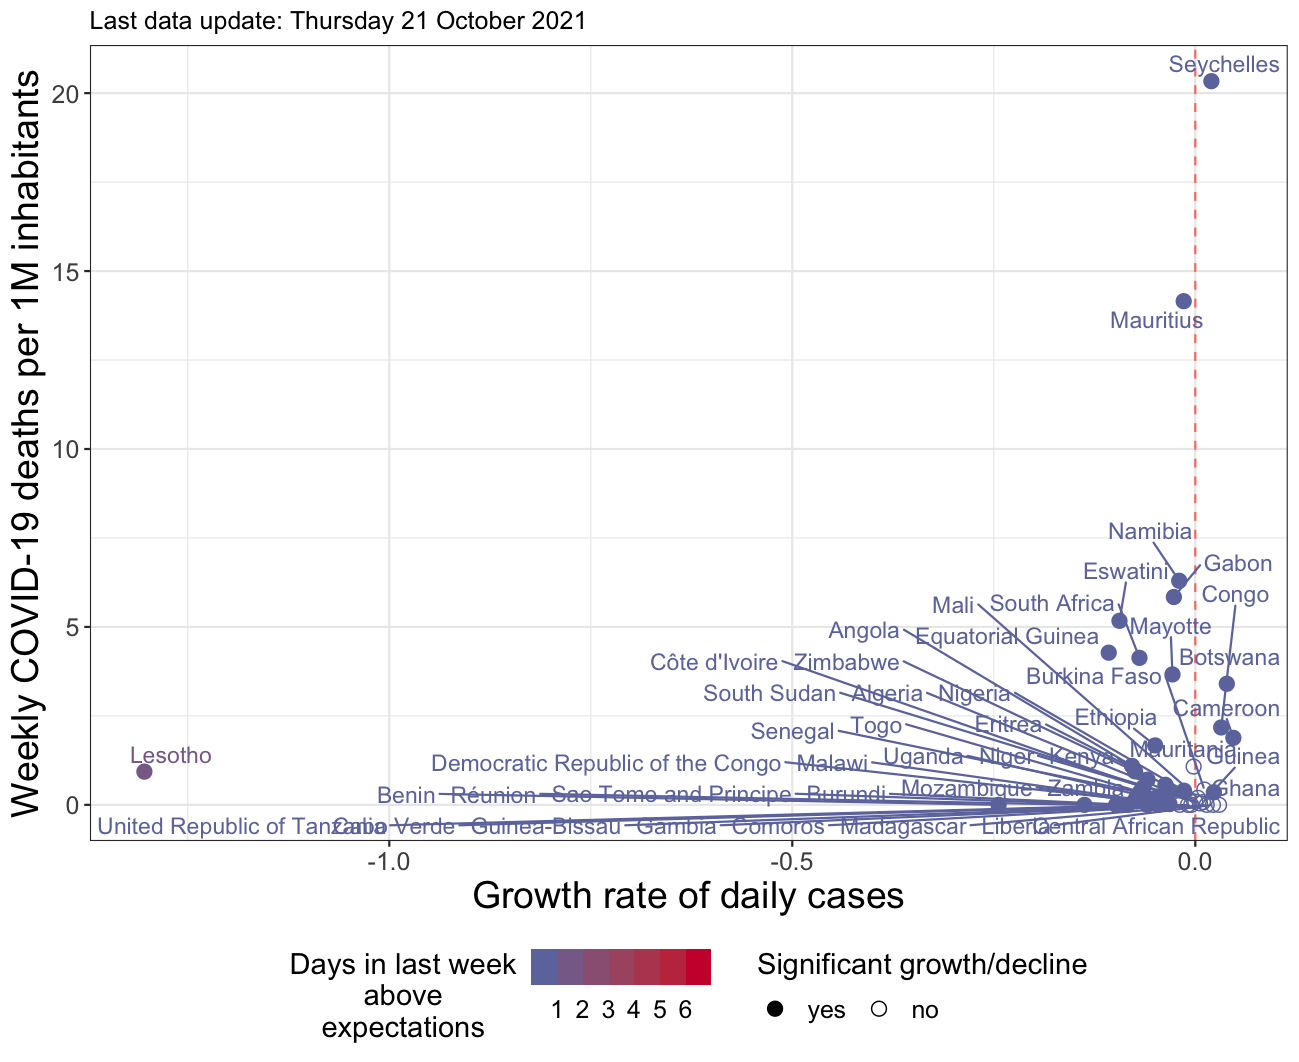 Last data update: Thursday 21 October 2021
Weekly COVID-19 deaths per 1M inhabitants
20
15
10
5
0
Seychelles
Mauritius
Namibia
Gabon
Eswatini
Congo
Mali
South Africa
Mayotte
Angola
Equatorial Guinea
Botswana
Côte d'Ivoire
Zimbabwe
Burkina Faso
South Sudan
Algeria
Nigeria
Cameroon
Ethiopia
Senegal
Togo
Eritrea
Lesotho
Mauritania
Guinea
Democratic Republic of the Congo
Malawi
Uganda
Niger
Kenya
Benin
Réunion
Sao Tome and Principe
Burundi
Mozambique
Zambia
Ghana
United Republic of Tanzania
Cabo Verde
Guinea-Bissau
Gambia
Comoros
Madagascar
Liberia
Central African Republic
-1.0
-0.5
0.0
Growth rate of daily cases
Days in last week
above
expectations
1 2 3 4 5 6
Significant growth/decline
yes
no